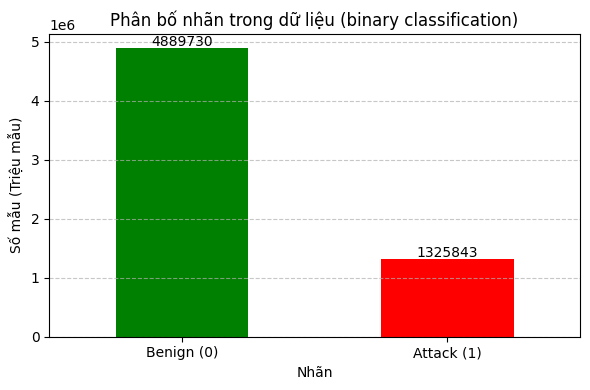 Phân bố nhãn trong dữ liệu (binary classification)
1e6
4889730
1325843
5
4
3
2
1
0
Số mẫu (Triệu mẫu)
Benign (0)
Attack (1)
Nhãn